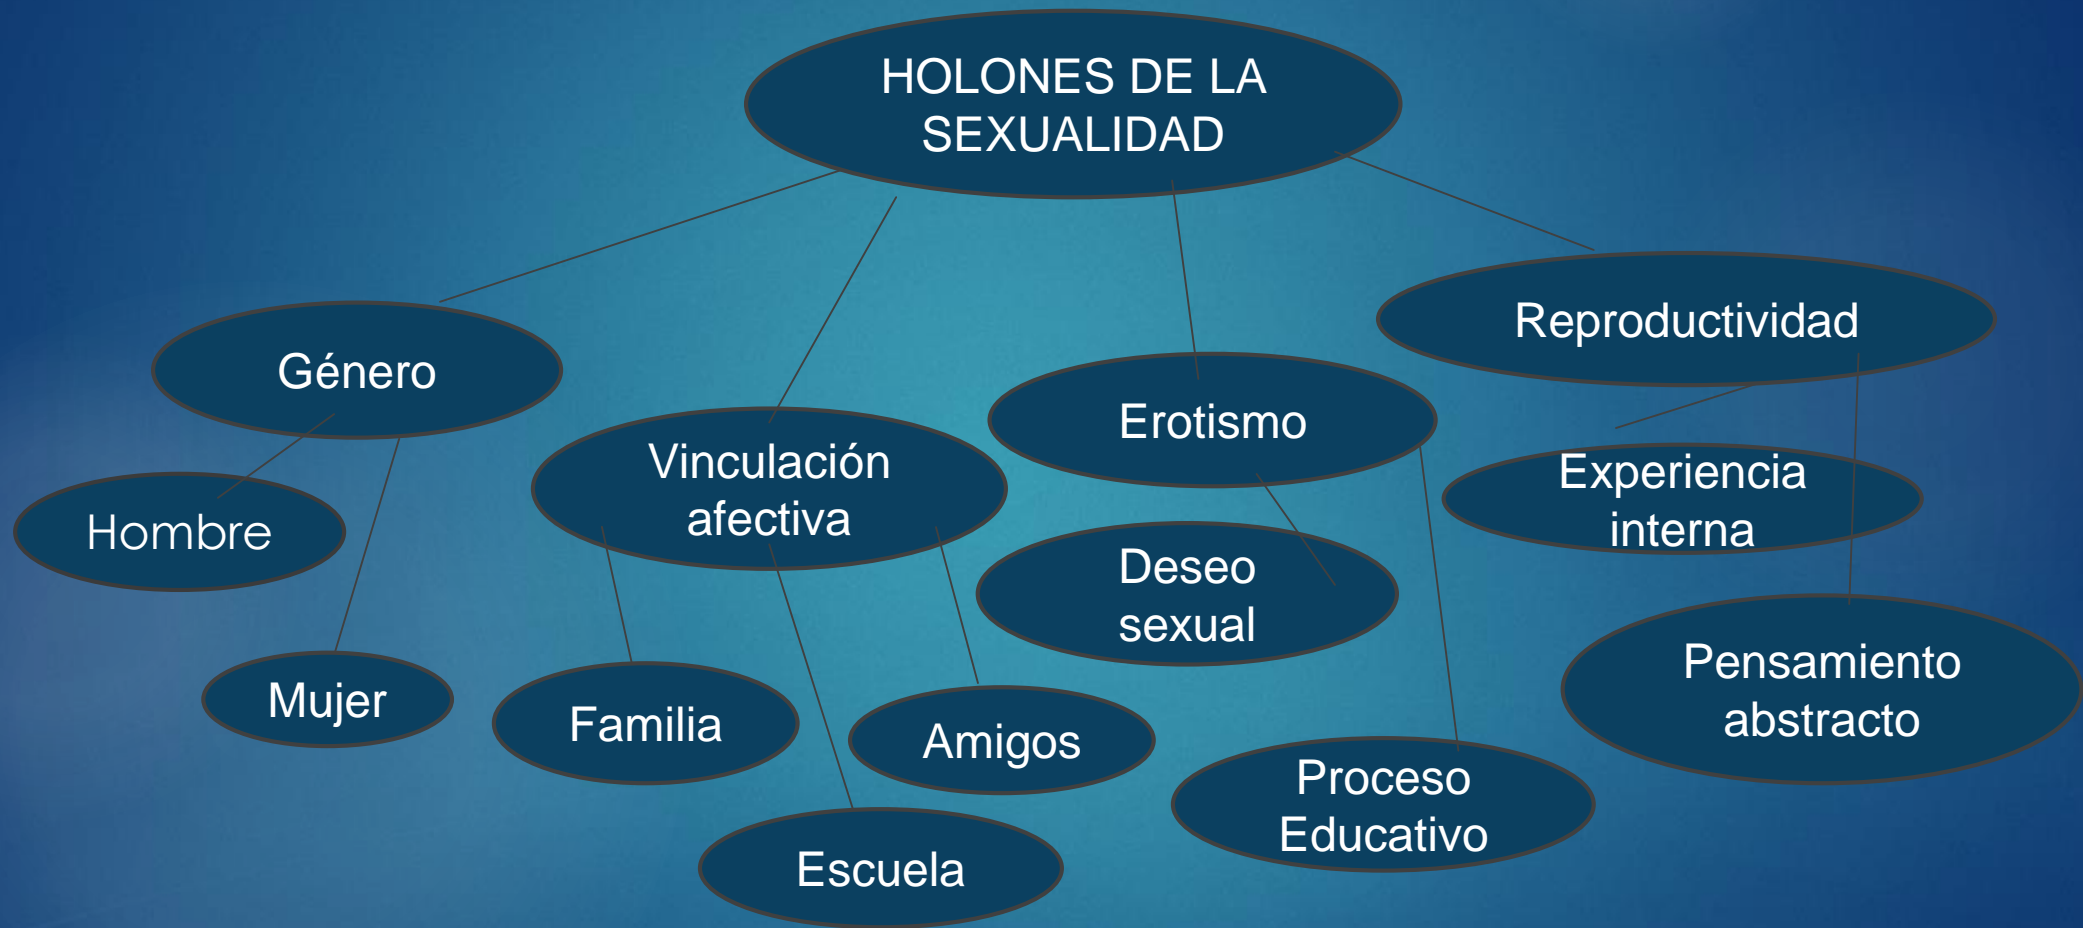 HOLONES DE LA
SEXUALIDAD
Género
Vinculación
afectiva
Erotismo
Reproductividad
Hombre
Mujer
Familia
Escuela
Amigos
Deseo
sexual
Proceso
Educativo
Experiencia
interna
Pensamiento
abstracto